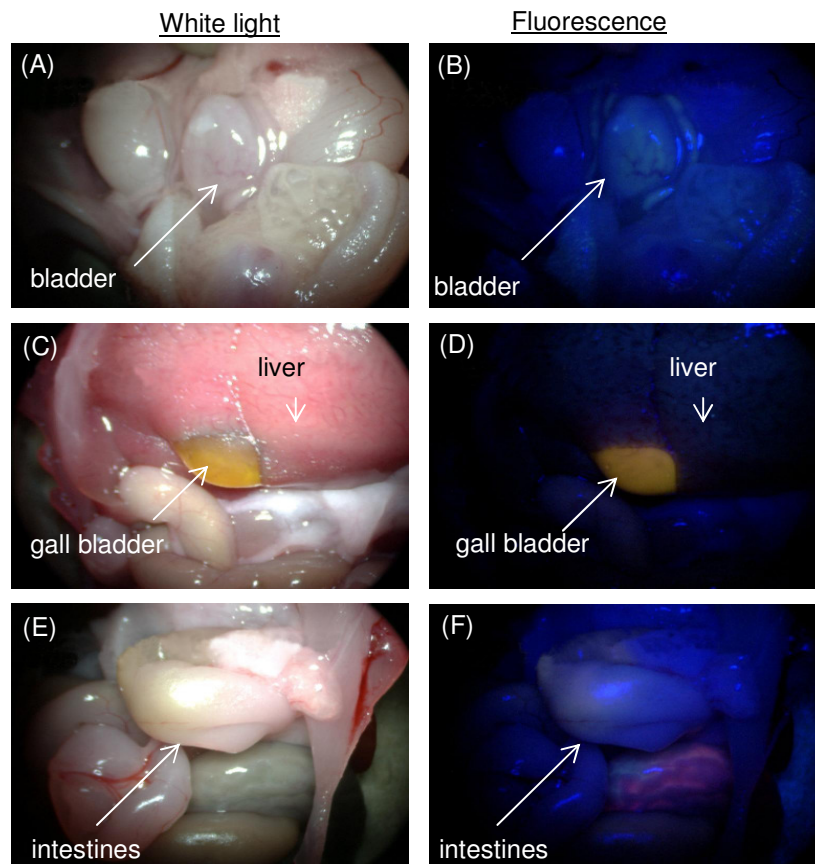 White light
Fluorescence
(A)
bladder
(B)
bladder
(C)
liver
gall bladder
(D)
liver
gall bladder
(E)
intestines
(F)
intestines